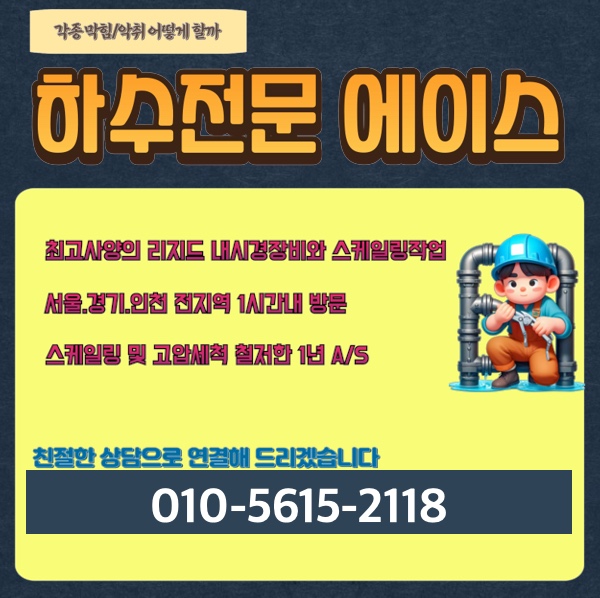 각종 막힘/악취 어떻게 할까
하수전문 에이스
최고사양의 리지드 내시경장비와 스케일링작업
서울.경기.인천 전지역 1시간내 방문
스케일링 및 고압세척 철저한 1년 A/S
친절한 상담으로 연결해 드리겠습니다
010-5615-2118